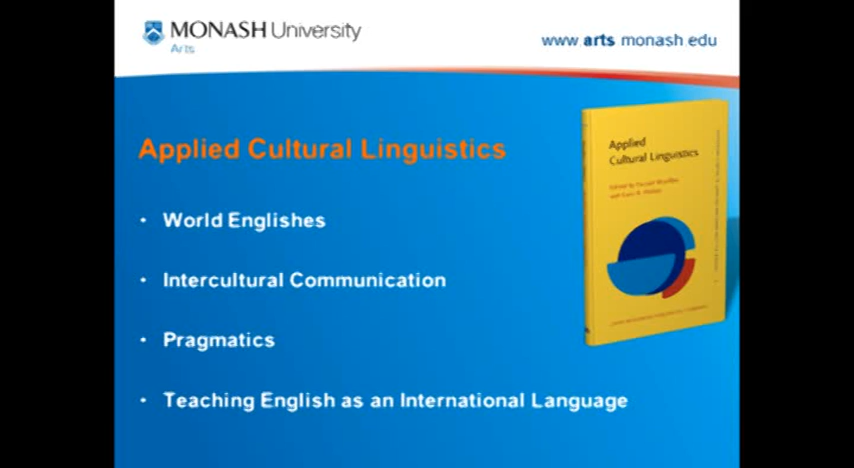 MONASH University
Arts
www arts monash edu
Applied Cultural Linguistics
Applied
Cultural Linguistics
• World Englishes
• Intercultural Communication
• Pragmatics
• Teaching English as an International Language